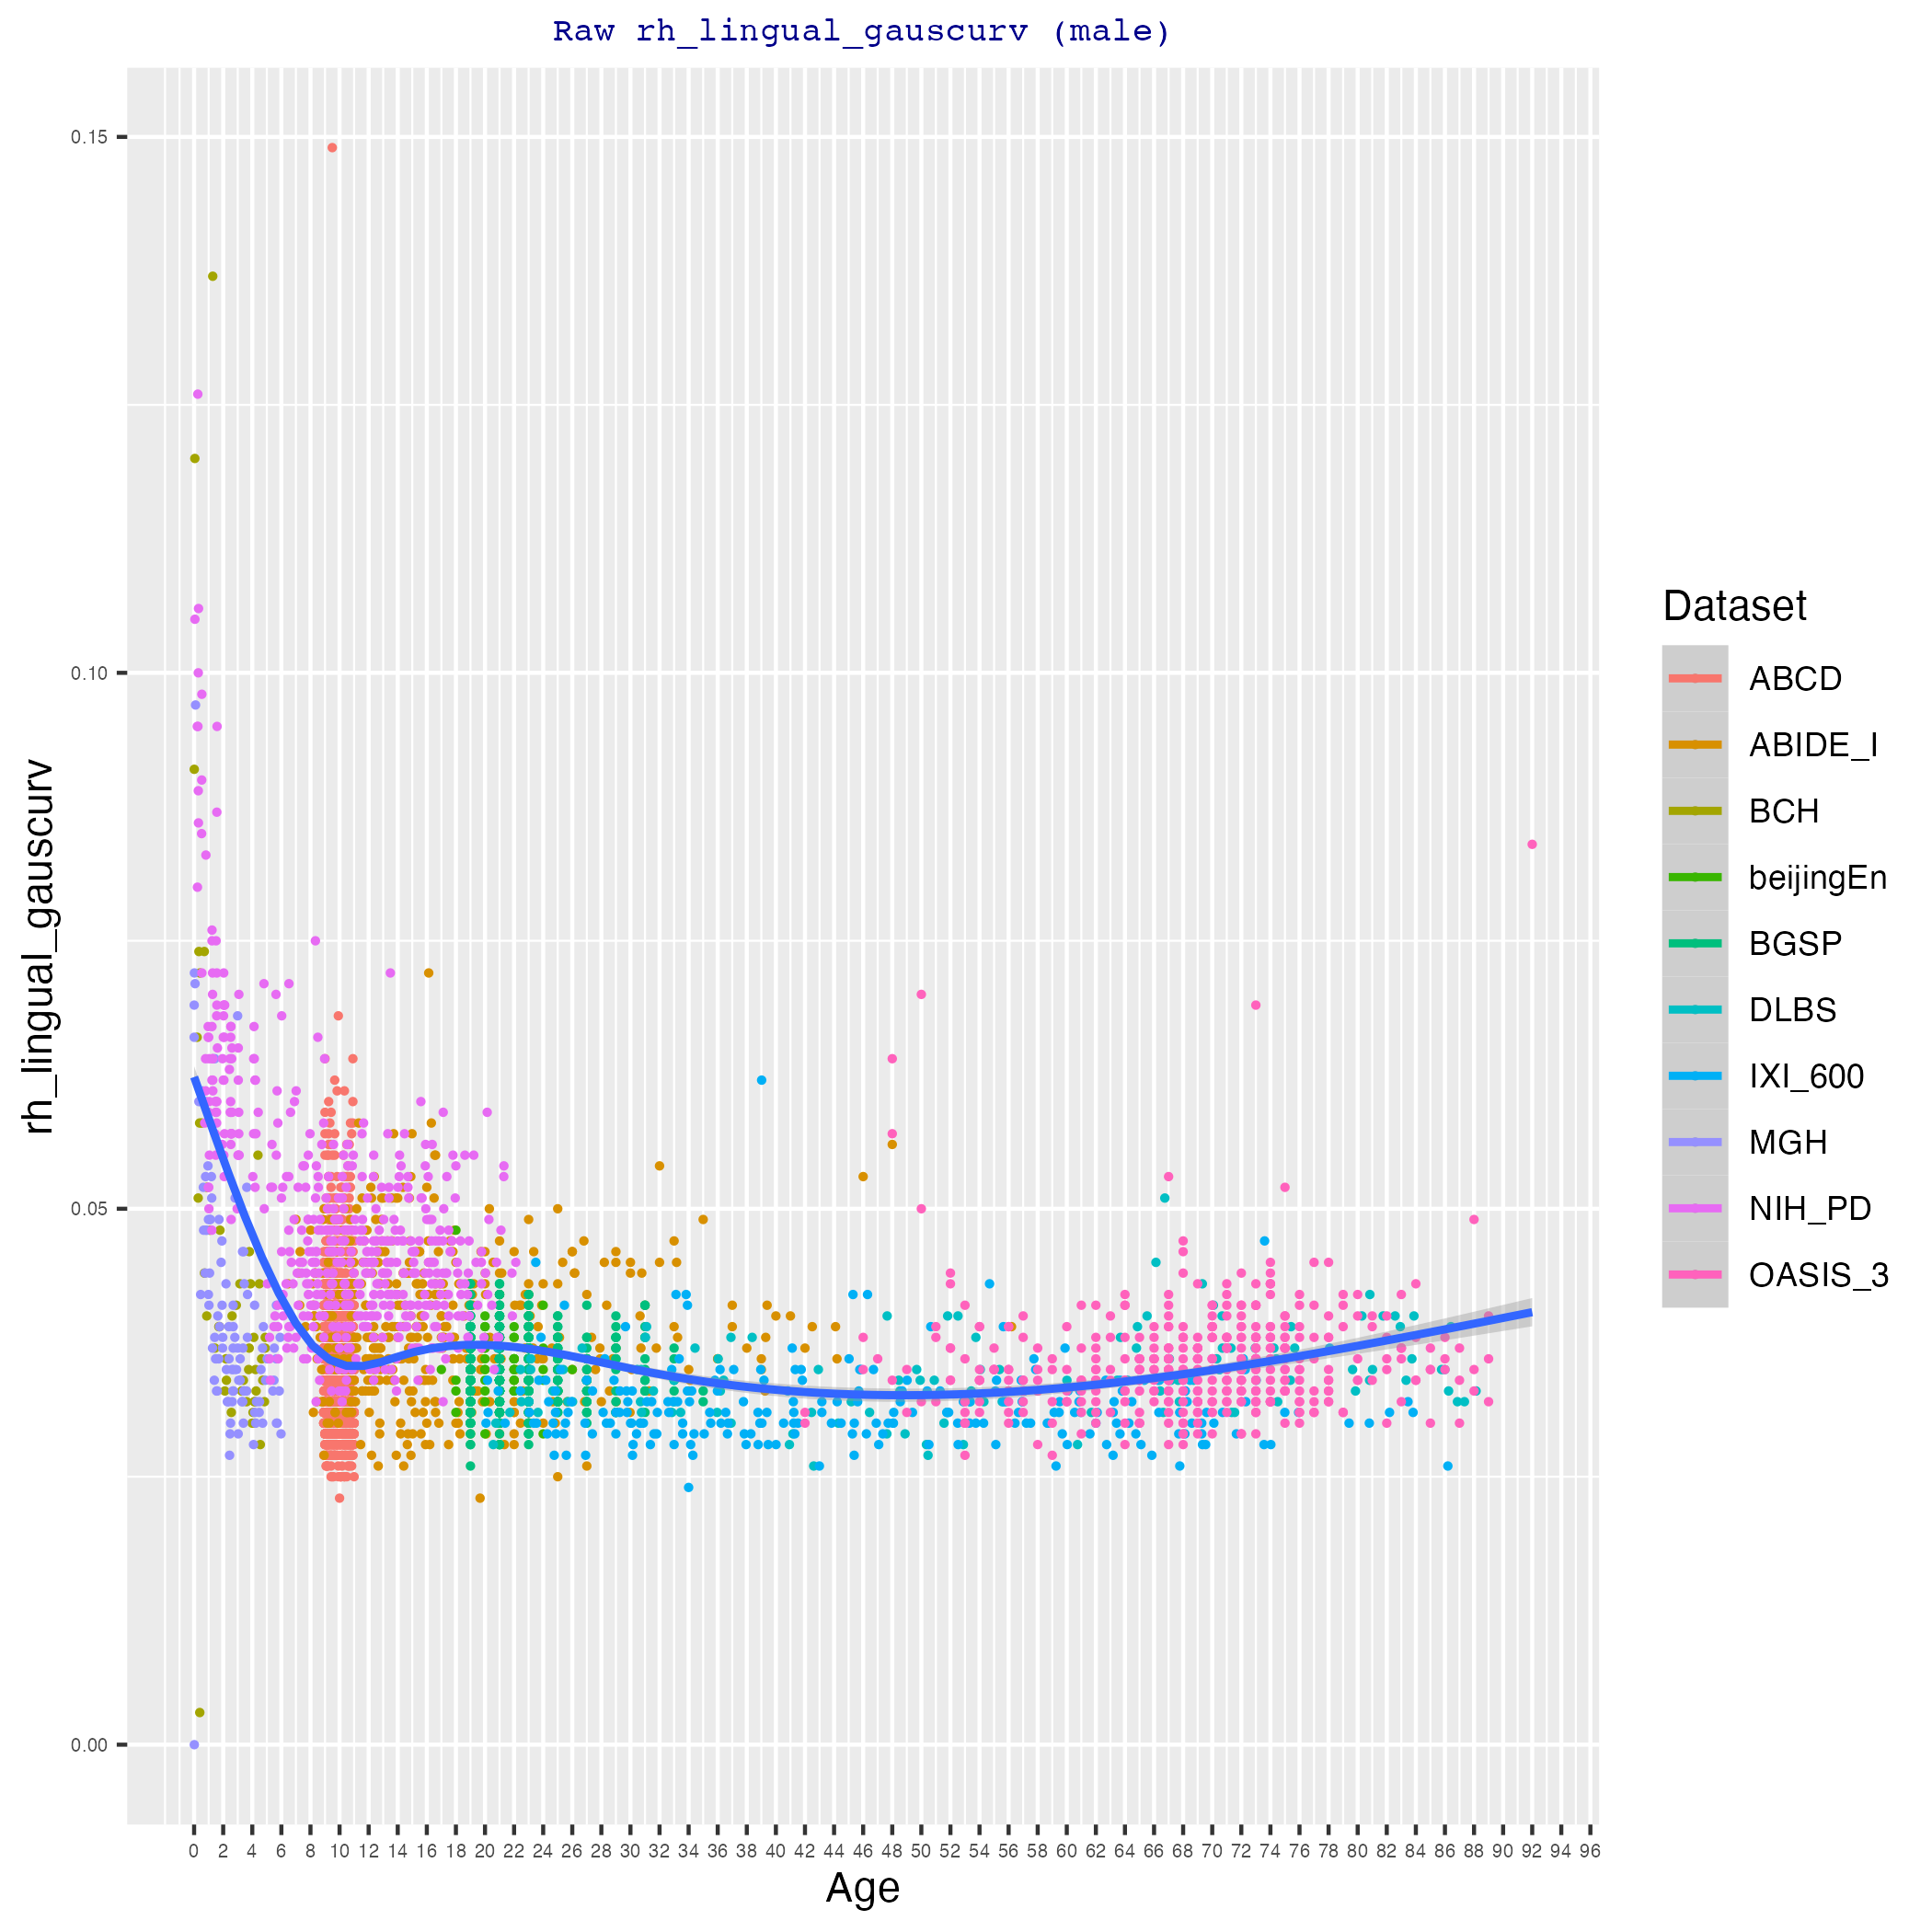 Raw rh_lingual_gauscurv (male)
0.15
0.10
0.05
0.00
rh_lingual_gauscurv
0 2 4 6 8 10 12 14 16 18 20 22 24 26 28 30 32 34 36 38 40 42 44 46 48 50 52 54 56 58 60 62 64 66 68 70 72 74 76 78 80 82 84 86 88 90 92 94 96
Age
Dataset
ABCD
ABIDE_I
BCH
beijingEn
BGSP
DLBS
IXI_600
MGH
NIH_PD
OASIS_3